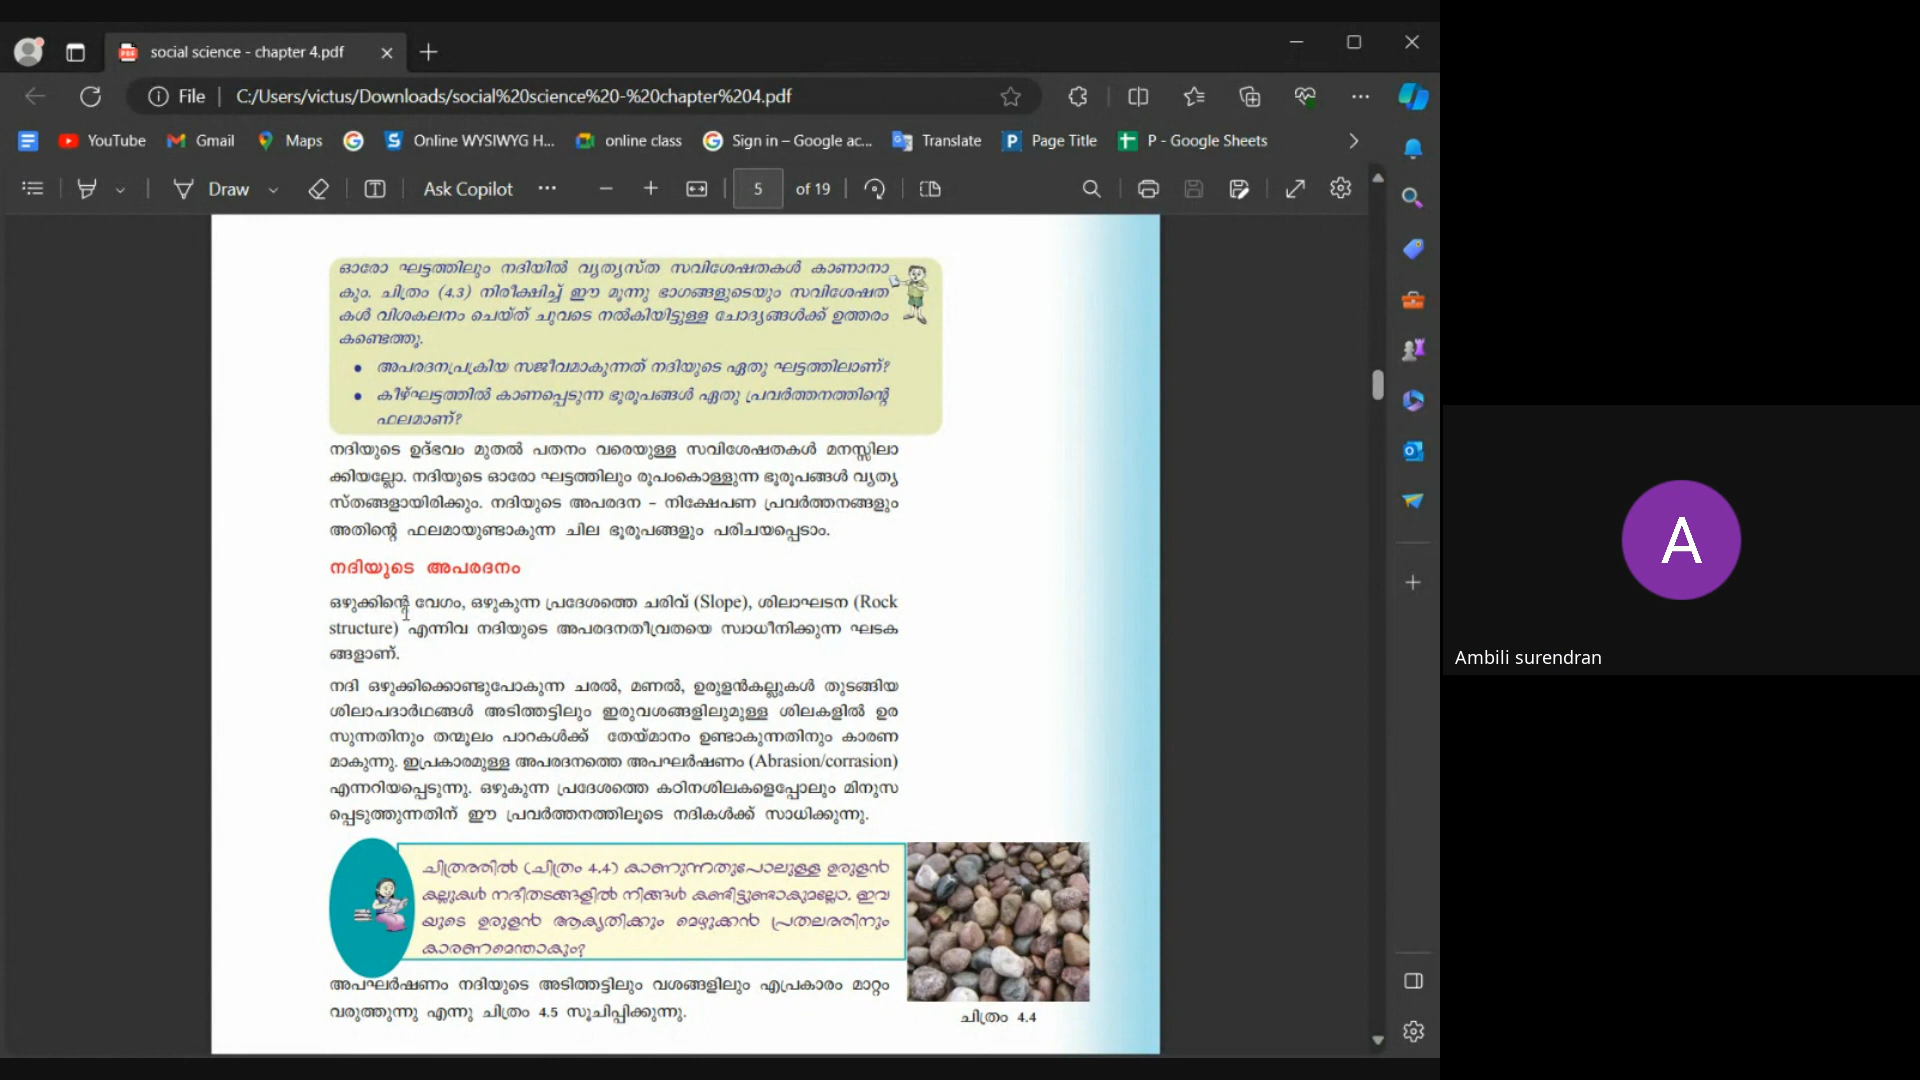 social science - chapter 4.pdf
File
C:/Users/victus/Downloads/social%20science%20-%20chapter%204.pdf
YouTube Gmail Maps Online WYSIWYG H... online class Sign in – Google ac... Translate Page Title P - Google Sheets
Draw Ask Copilot 5 of 19
ഓരോ ഘട്ടത്തിലും നദിയിൽ വ്യത്യസ്ത സവിശേഷതകൾ കാണാനാ
കും. ചിത്രം (4.3) നിരീക്ഷിച്ച് ഈ മൂന്നു ഭാഗങ്ങളുടെയും സവിശേഷത
കൾ വിശകലനം ചെയ്ത് ചുവടെ നൽകിയിട്ടുള്ള ചോദ്യങ്ങൾക്ക് ഉത്തരം
കണ്ടെത്തൂ.
• അപരദനപ്രക്രിയ സജീവമാകുന്നത് നദിയുടെ ഏതു ഘട്ടത്തിലാണ്?
• കീഴ്ഘട്ടത്തിൽ കാണപ്പെടുന്ന ഭൂരൂപങ്ങൾ ഏതു പ്രവർത്തനത്തിന്റെ
ഫലമാണ്?
നദിയുടെ ഉദ്ഭവം മുതൽ പതനം വരെയുള്ള സവിശേഷതകൾ മനസ്സിലാ
ക്കിയല്ലോ. നദിയുടെ ഓരോ ഘട്ടത്തിലും രൂപംകൊള്ളുന്ന ഭൂരൂപങ്ങൾ വ്യത്യ
സ്തങ്ങളായിരിക്കും. നദിയുടെ അപരദന – നിക്ഷേപണ പ്രവർത്തനങ്ങളും
അതിന്റെ ഫലമായുണ്ടാകുന്ന ചില ഭൂരൂപങ്ങളും പരിചയപ്പെടാം.
നദിയുടെ അപരദനം
ഒഴുക്കിന്റെ വേഗം, ഒഴുകുന്ന പ്രദേശത്തെ ചരിവ് (Slope), ശിലാഘടന (Rock
structure) എന്നിവ നദിയുടെ അപരദനതീവ്രതയെ സ്വാധീനിക്കുന്ന ഘടക
ങ്ങളാണ്.
നദി ഒഴുക്കിക്കൊണ്ടുപോകുന്ന ചരൽ, മണൽ, ഉരുളൻകല്ലുകൾ തുടങ്ങിയ
ശിലാപദാർഥങ്ങൾ അടിത്തട്ടിലും ഇരുവശങ്ങളിലുമുള്ള ശിലകളിൽ ഉര
സുന്നതിനും തന്മൂലം പാറകൾക്ക് തേയ്മാനം ഉണ്ടാകുന്നതിനും കാരണ
മാകുന്നു. ഇപ്രകാരമുള്ള അപരദനത്തെ അപഘർഷണം (Abrasion/corrasion)
എന്നറിയപ്പെടുന്നു. ഒഴുകുന്ന പ്രദേശത്തെ കഠിനശിലകളെപ്പോലും മിനുസ
പ്പെടുത്തുന്നതിന് ഈ പ്രവർത്തനത്തിലൂടെ നദികൾക്ക് സാധിക്കുന്നു.
ചിത്രത്തിൽ (ചിത്രം 4.4) കാണുന്നതുപോലുള്ള ഉരുളൻ
കല്ലുകൾ നദീതടങ്ങളിൽ നിങ്ങൾ കണ്ടിട്ടുണ്ടാകുമല്ലോ. ഇവ
യുടെ ഉരുളൻ ആകൃതിക്കും മെഴുക്കൻ പ്രതലത്തിനും
കാരണമെന്താകും?
അപഘർഷണം നദിയുടെ അടിത്തട്ടിലും വശങ്ങളിലും എപ്രകാരം മാറ്റം
വരുത്തുന്നു എന്നു ചിത്രം 4.5 സൂചിപ്പിക്കുന്നു.
ചിത്രം 4.4
A
Ambili surendran